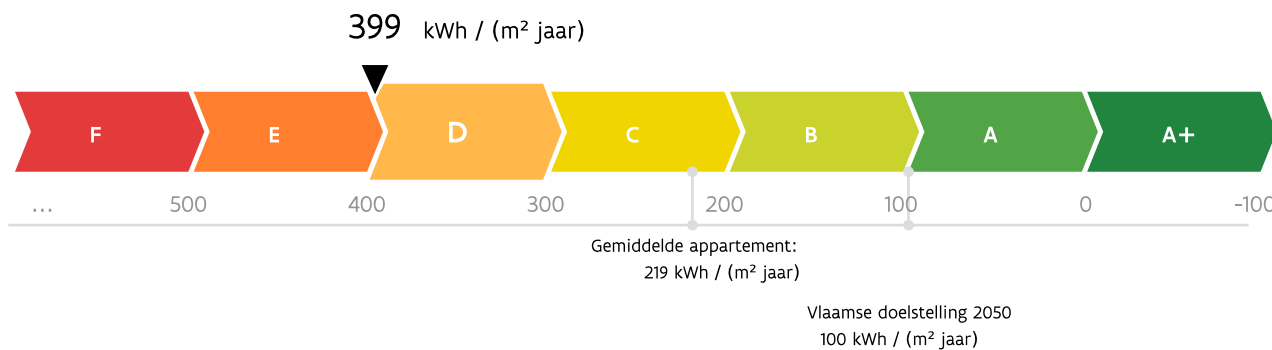 399 kWh / (m² jaar)
F E D C B A A+
... 500 400 300 200 100 0 -100
Gemiddelde appartement:
219 kWh / (m² jaar)
Vlaamse doelstelling 2050
100 kWh / (m² jaar)